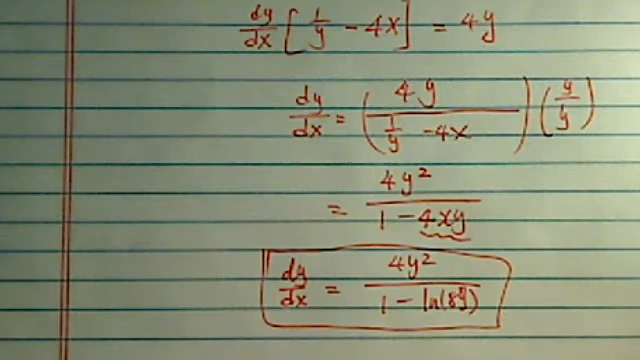 dy/dx [1/y - 4x] = 4y
dy/dx = (4y / (1/y - 4x)) (y/y)
= 4y² / (1 - 4xy)
dy/dx = 4y² / (1 - ln(8y))